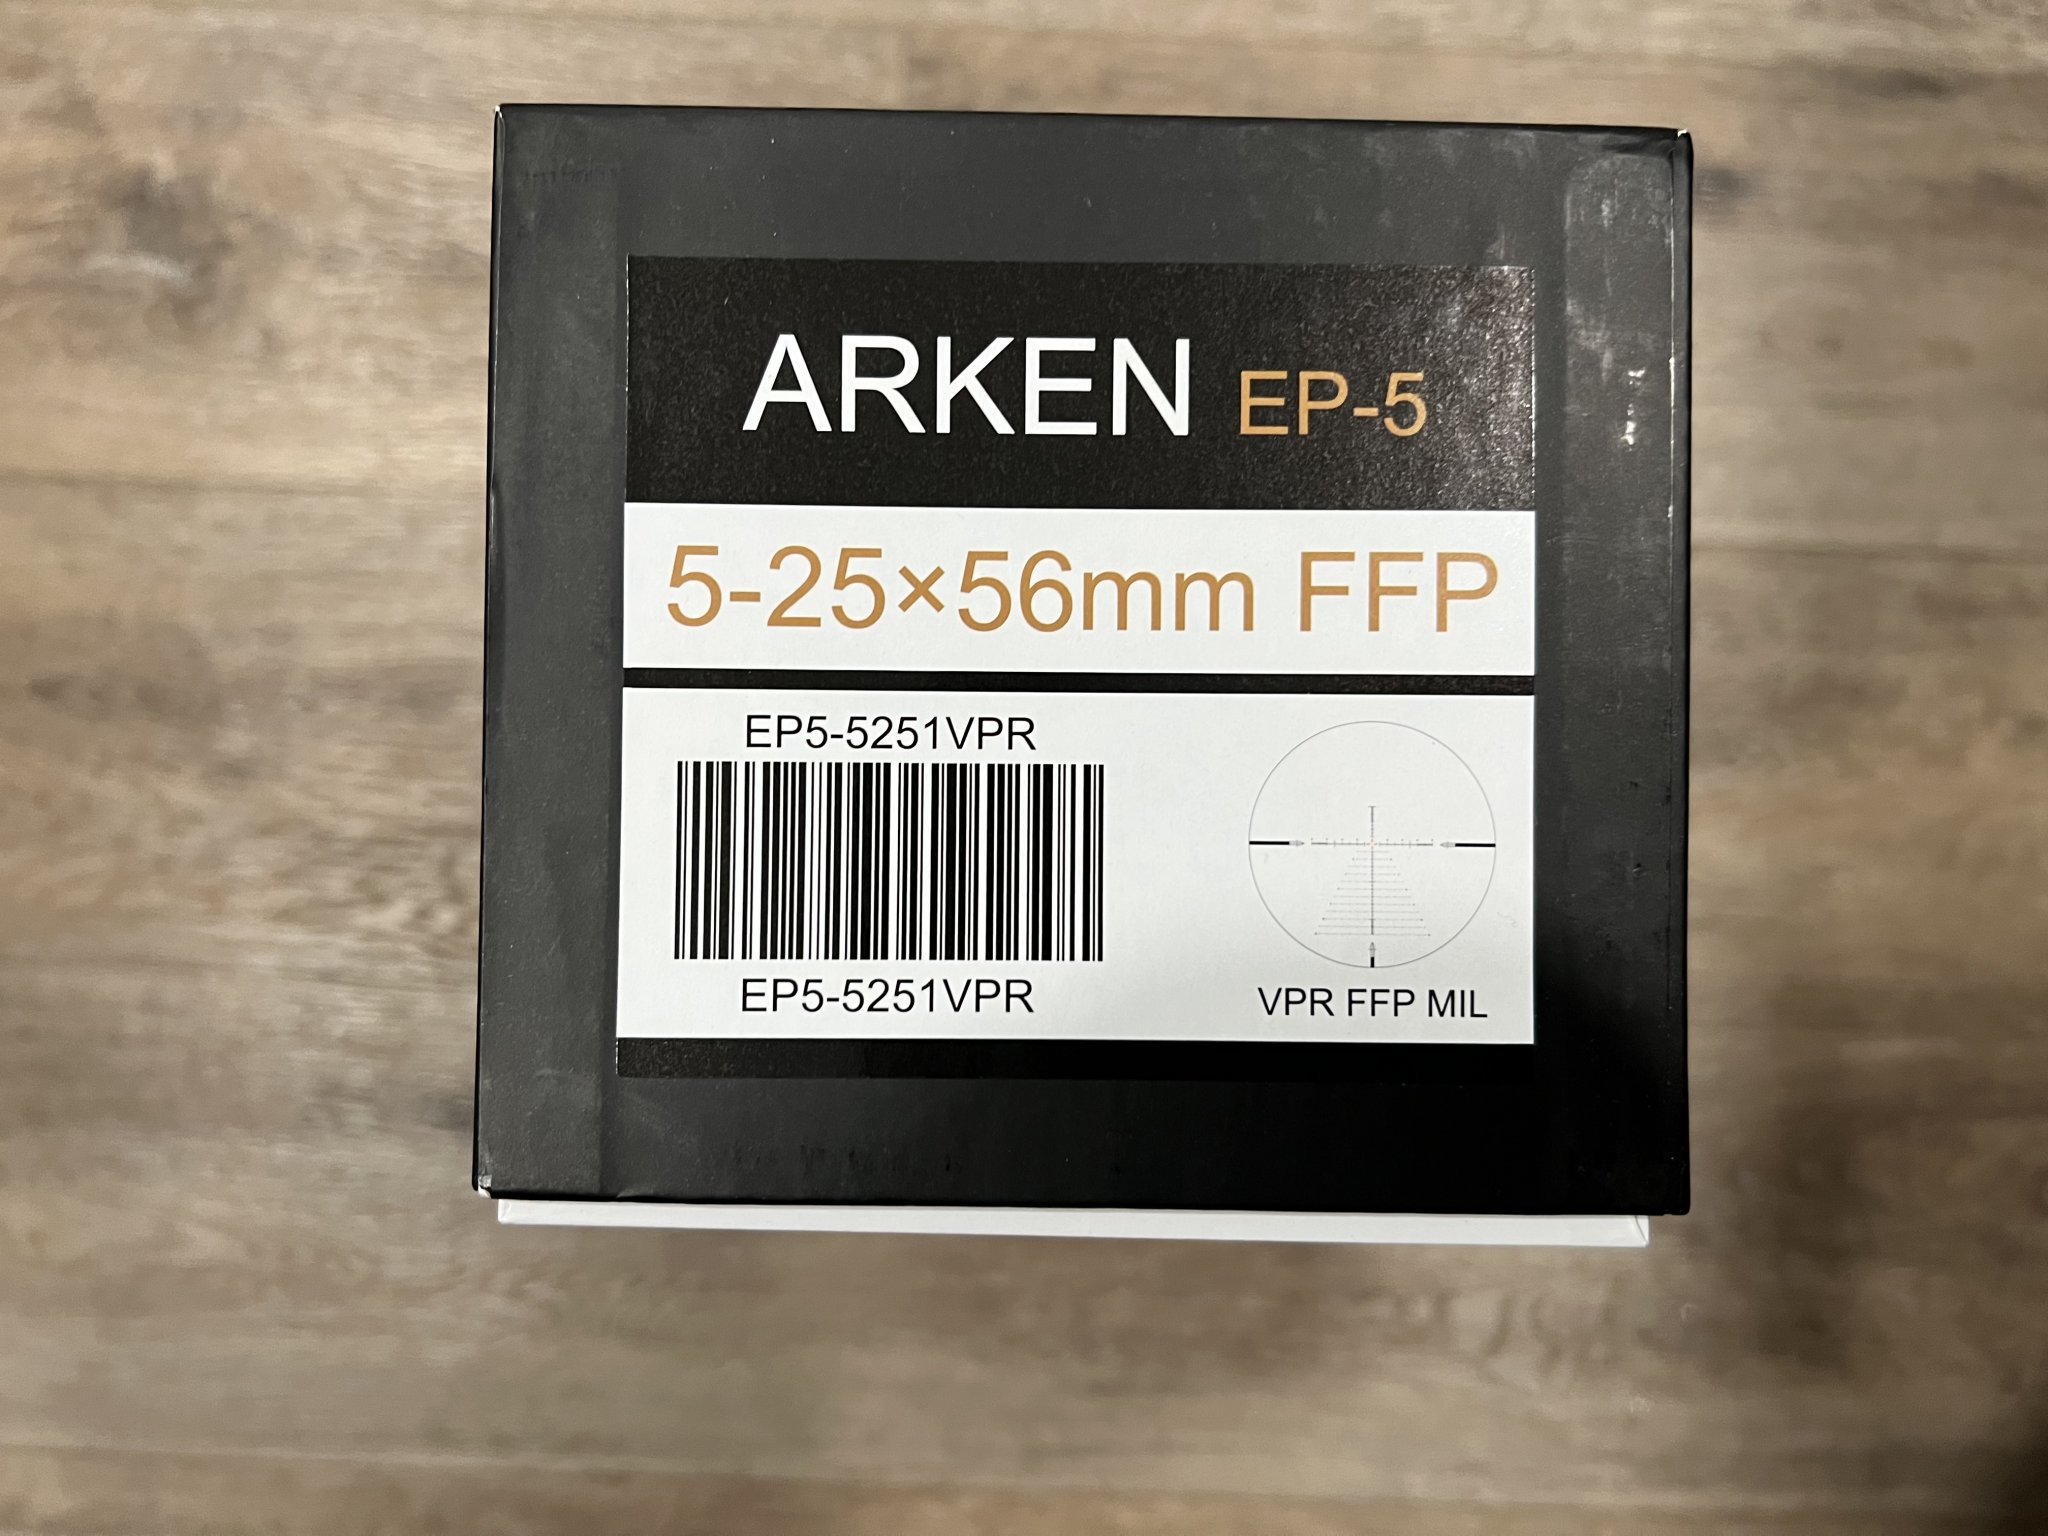 ARKEN EP-5
5-25×56mm FFP
EP5-5251VPR
EP5-5251VPR
VPR FFP MIL